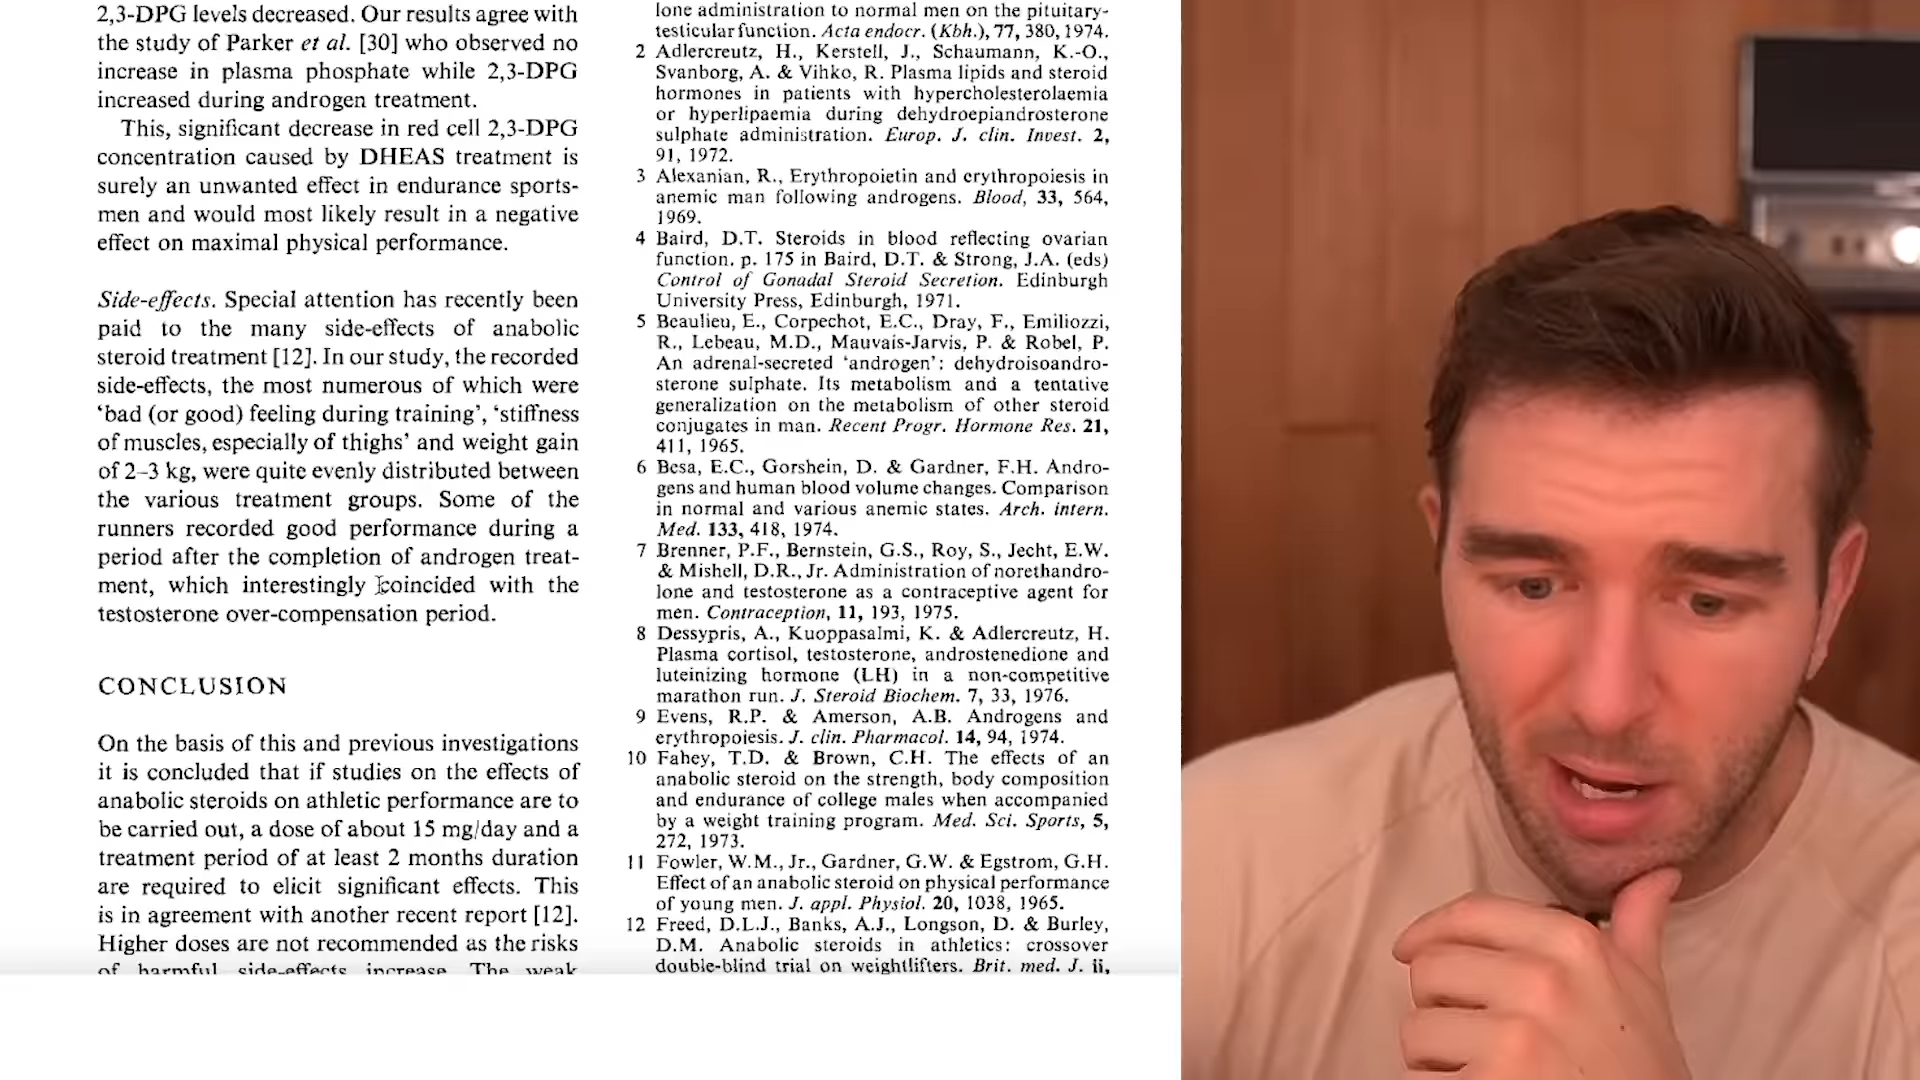 2,3-DPG levels decreased. Our results agree with
the study of Parker et al. [30] who observed no
increase in plasma phosphate while 2,3-DPG
increased during androgen treatment.
This, significant decrease in red cell 2,3-DPG
concentration caused by DHEAS treatment is
surely an unwanted effect in endurance sports-
men and would most likely result in a negative
effect on maximal physical performance.
Side-effects. Special attention has recently been
paid to the many side-effects of anabolic
steroid treatment [12]. In our study, the recorded
side-effects, the most numerous of which were
‘bad (or good) feeling during training’, ‘stiffness
of muscles, especially of thighs’ and weight gain
of 2–3 kg, were quite evenly distributed between
the various treatment groups. Some of the
runners recorded good performance during a
period after the completion of androgen treat-
ment, which interestingly coincided with the
testosterone over-compensation period.
CONCLUSION
On the basis of this and previous investigations
it is concluded that if studies on the effects of
anabolic steroids on athletic performance are to
be carried out, a dose of about 15 mg/day and a
treatment period of at least 2 months duration
are required to elicit significant effects. This
is in agreement with another recent report [12].
Higher doses are not recommended as the risks
of harmful side-effects increase. The weak
lone administration to normal men on the pituitary-
testicular function. Acta endocr. (Kbh.), 77, 380, 1974.
2 Adlercreutz, H., Kerstell, J., Schaumann, K.-O.,
Svanborg, A. & Vihko, R. Plasma lipids and steroid
hormones in patients with hypercholesterolaemia
or hyperlipaemia during dehydroepiandrosterone
sulphate administration. Europ. J. clin. Invest. 2,
91, 1972.
3 Alexanian, R., Erythropoietin and erythropoiesis in
anemic man following androgens. Blood, 33, 564,
1969.
4 Baird, D.T. Steroids in blood reflecting ovarian
function. p. 175 in Baird, D.T. & Strong, J.A. (eds)
Control of Gonadal Steroid Secretion. Edinburgh
University Press, Edinburgh, 1971.
5 Beaulieu, E., Corpechot, E.C., Dray, F., Emiliozzi,
R., Lebeau, M.D., Mauvais-Jarvis, P. & Robel, P.
An adrenal-secreted ‘androgen’: dehydroisoandro-
sterone sulphate. Its metabolism and a tentative
generalization on the metabolism of other steroid
conjugates in man. Recent Progr. Hormone Res. 21,
411, 1965.
6 Besa, E.C., Gorshein, D. & Gardner, F.H. Andro-
gens and human blood volume changes. Comparison
in normal and various anemic states. Arch. intern.
Med. 133, 418, 1974.
7 Brenner, P.F., Bernstein, G.S., Roy, S., Jecht, E.W.
& Mishell, D.R., Jr. Administration of norethandro-
lone and testosterone as a contraceptive agent for
men. Contraception, 11, 193, 1975.
8 Dessypris, A., Kuoppasalmi, K. & Adlercreutz, H.
Plasma cortisol, testosterone, androstenedione and
luteinizing hormone (LH) in a non-competitive
marathon run. J. Steroid Biochem. 7, 33, 1976.
9 Evens, R.P. & Amerson, A.B. Androgens and
erythropoiesis. J. clin. Pharmacol. 14, 94, 1974.
10 Fahey, T.D. & Brown, C.H. The effects of an
anabolic steroid on the strength, body composition
and endurance of college males when accompanied
by a weight training program. Med. Sci. Sports, 5,
272, 1973.
11 Fowler, W.M., Jr., Gardner, G.W. & Egstrom, G.H.
Effect of an anabolic steroid on physical performance
of young men. J. appl. Physiol. 20, 1038, 1965.
12 Freed, D.L.J., Banks, A.J., Longson, D. & Burley,
D.M. Anabolic steroids in athletics: crossover
double-blind trial on weightlifters. Brit. med. J. ii,